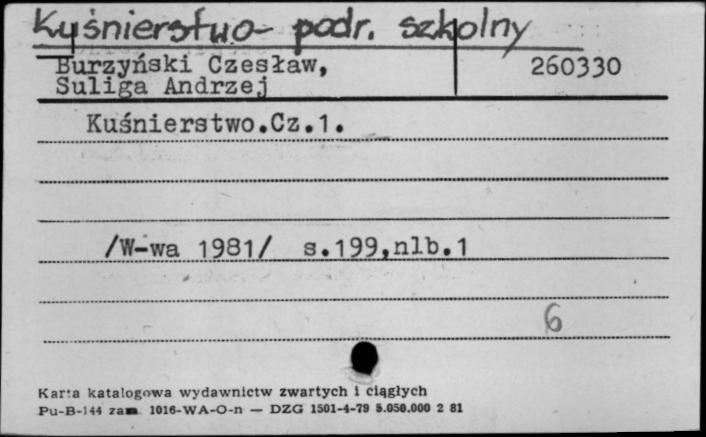 Kuśnierstwo- podr. szkolny
Burzyński Czesław,
Suliga Andrzej
260330
Kuśnierstwo.Cz.1.
/W-wa 1981/ s.199,nlb.1
6
Karta katalogowa wydawnictw zwartych i ciągłych
Pu-B-144 zam. 1016-WA-O-n — DZG 1501-4-79 5.050.000 2 81